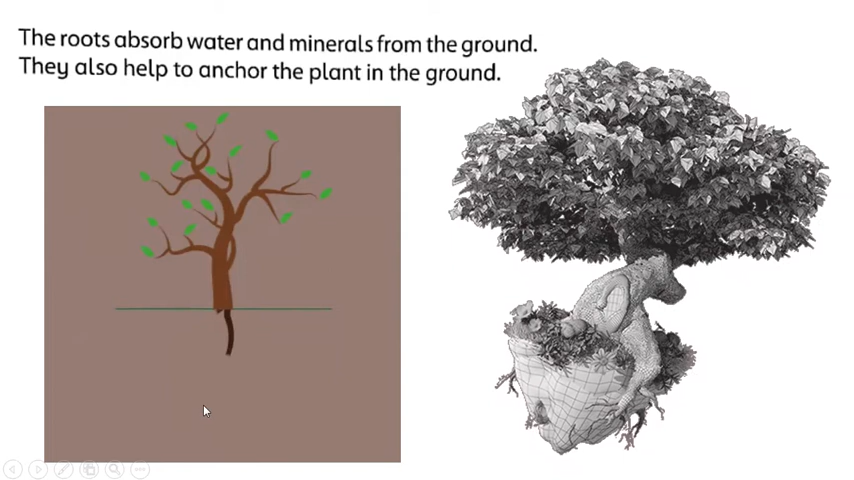 The roots absorb water and minerals from the ground.
They also help to anchor the plant in the ground.